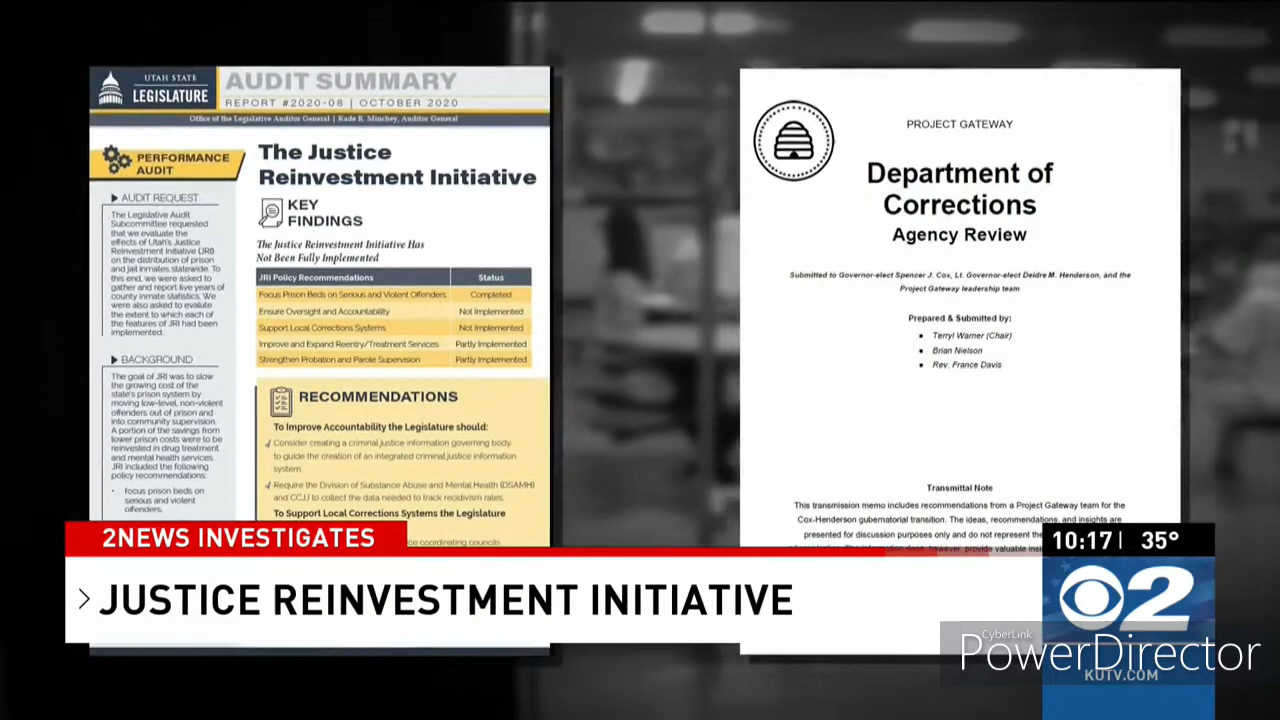 UTAH STATE
LEGISLATURE
AUDIT SUMMARY
REPORT #2020-08 | OCTOBER 2020
Office of the Legislative Auditor General | Kade R. Minchey, Auditor General
PERFORMANCE
AUDIT
AUDIT REQUEST
The Legislative Audit
Subcommittee requested
that we evaluate the
effects of Utah's Justice
Reinvestment Initiative (JRI)
on the distribution of prison
and jail inmates statewide. To
this end, we were asked to
gather and report five years of
county inmate statistics. We
were also asked to evaluate
the extent to which each of
the features of JRI had been
implemented.
BACKGROUND
The goal of JRI was to slow
the growing cost of the
state's prison system by
moving low-level, non-violent
offenders out of prison and
into community supervision.
A portion of the savings from
lower prison costs were to be
reinvested in drug treatment
and mental health services.
JRI included the following
policy recommendations:
• focus prison beds on
serious and violent
offenders.
The Justice
Reinvestment Initiative
KEY
FINDINGS
The Justice Reinvestment Initiative Has
Not Been Fully Implemented
JRI Policy Recommendations Status
Focus Prison Beds on Serious and Violent Offenders Completed
Ensure Oversight and Accountability Not Implemented
Support Local Corrections Systems Not Implemented
Improve and Expand Reentry/Treatment Services Partly Implemented
Strengthen Probation and Parole Supervision Partly Implemented
RECOMMENDATIONS
To Improve Accountability the Legislature should:
Consider creating a criminal justice information governing body
to guide the creation of an integrated criminal justice information
system.
Require the Division of Substance Abuse and Mental Health (DSAMH)
and CCJJ to collect the data needed to track recidivism rates.
To Support Local Corrections Systems the Legislature
coordinating councils
PROJECT GATEWAY
Department of
Corrections
Agency Review
Submitted to Governor-elect Spencer J. Cox, Lt. Governor-elect Deidre M. Henderson, and the
Project Gateway leadership team
Prepared & Submitted by:
• Terryl Warner (Chair)
• Brian Nielson
• Rev. France Davis
Transmittal Note
This transmission memo includes recommendations from a Project Gateway team for the
Cox-Henderson gubernatorial transition. The ideas, recommendations, and insights are
presented for discussion purposes only and do not represent the
2NEWS INVESTIGATES
> JUSTICE REINVESTMENT INITIATIVE
10:17 | 35°
2
CyberLink
PowerDirector
KUTV.COM